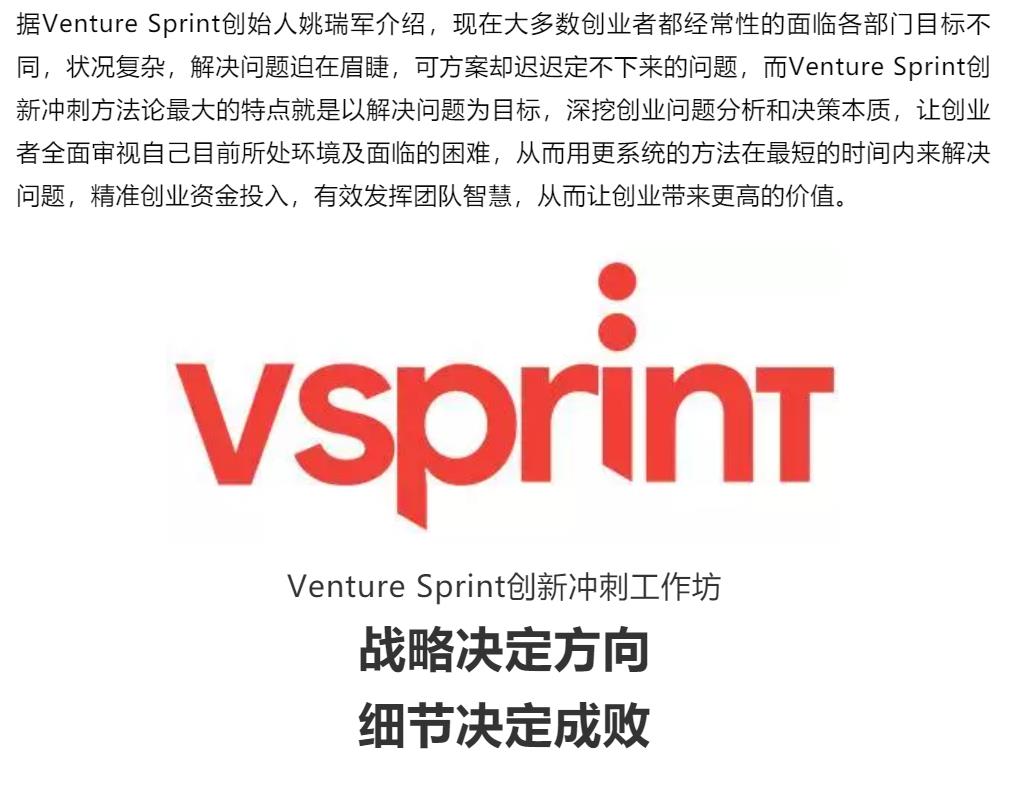 据Venture Sprint创始人姚瑞军介绍，现在大多数创业者都经常性的面临各部门目标不
同，状况复杂，解决问题迫在眉睫，可方案却迟迟定不下来的问题，而Venture Sprint创
新冲刺方法论最大的特点就是以解决问题为目标，深挖创业问题分析和决策本质，让创业
者全面审视自己目前所处环境及面临的困难，从而用更系统的方法在最短的时间内来解决
问题，精准创业资金投入，有效发挥团队智慧，从而让创业带来更高的价值。
vsprinT
Venture Sprint创新冲刺工作坊
战略决定方向
细节决定成败